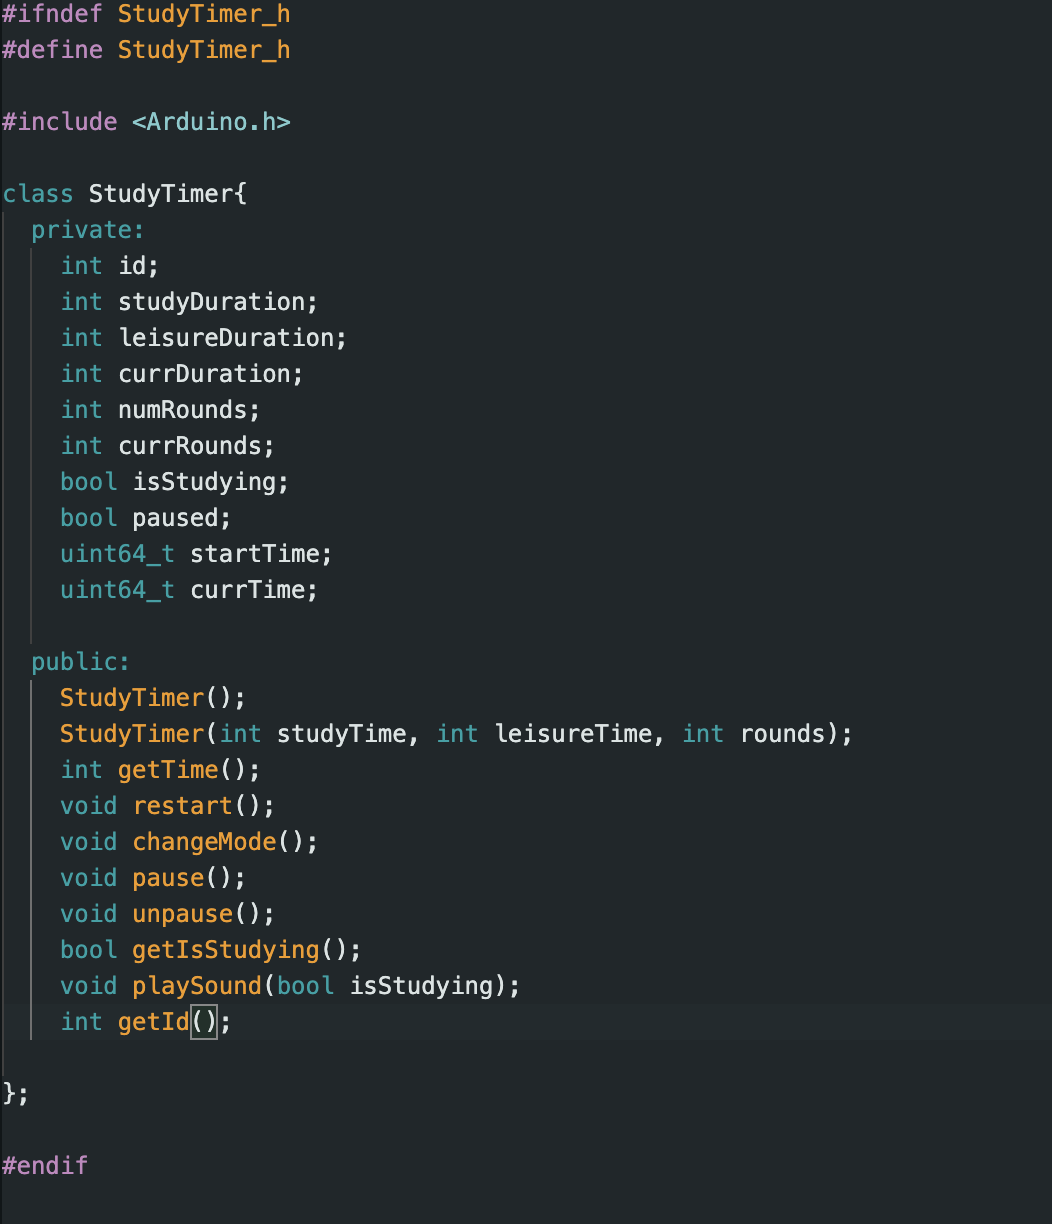 #ifndef StudyTimer_h
#define StudyTimer_h
#include <Arduino.h>
class StudyTimer{
private:
int id;
int studyDuration;
int leisureDuration;
int currDuration;
int numRounds;
int currRounds;
bool isStudying;
bool paused;
uint64_t startTime;
uint64_t currTime;
public:
StudyTimer();
StudyTimer(int studyTime, int leisureTime, int rounds);
int getTime();
void restart();
void changeMode();
void pause();
void unpause();
bool getIsStudying();
void playSound(bool isStudying);
int getId();
};
#endif